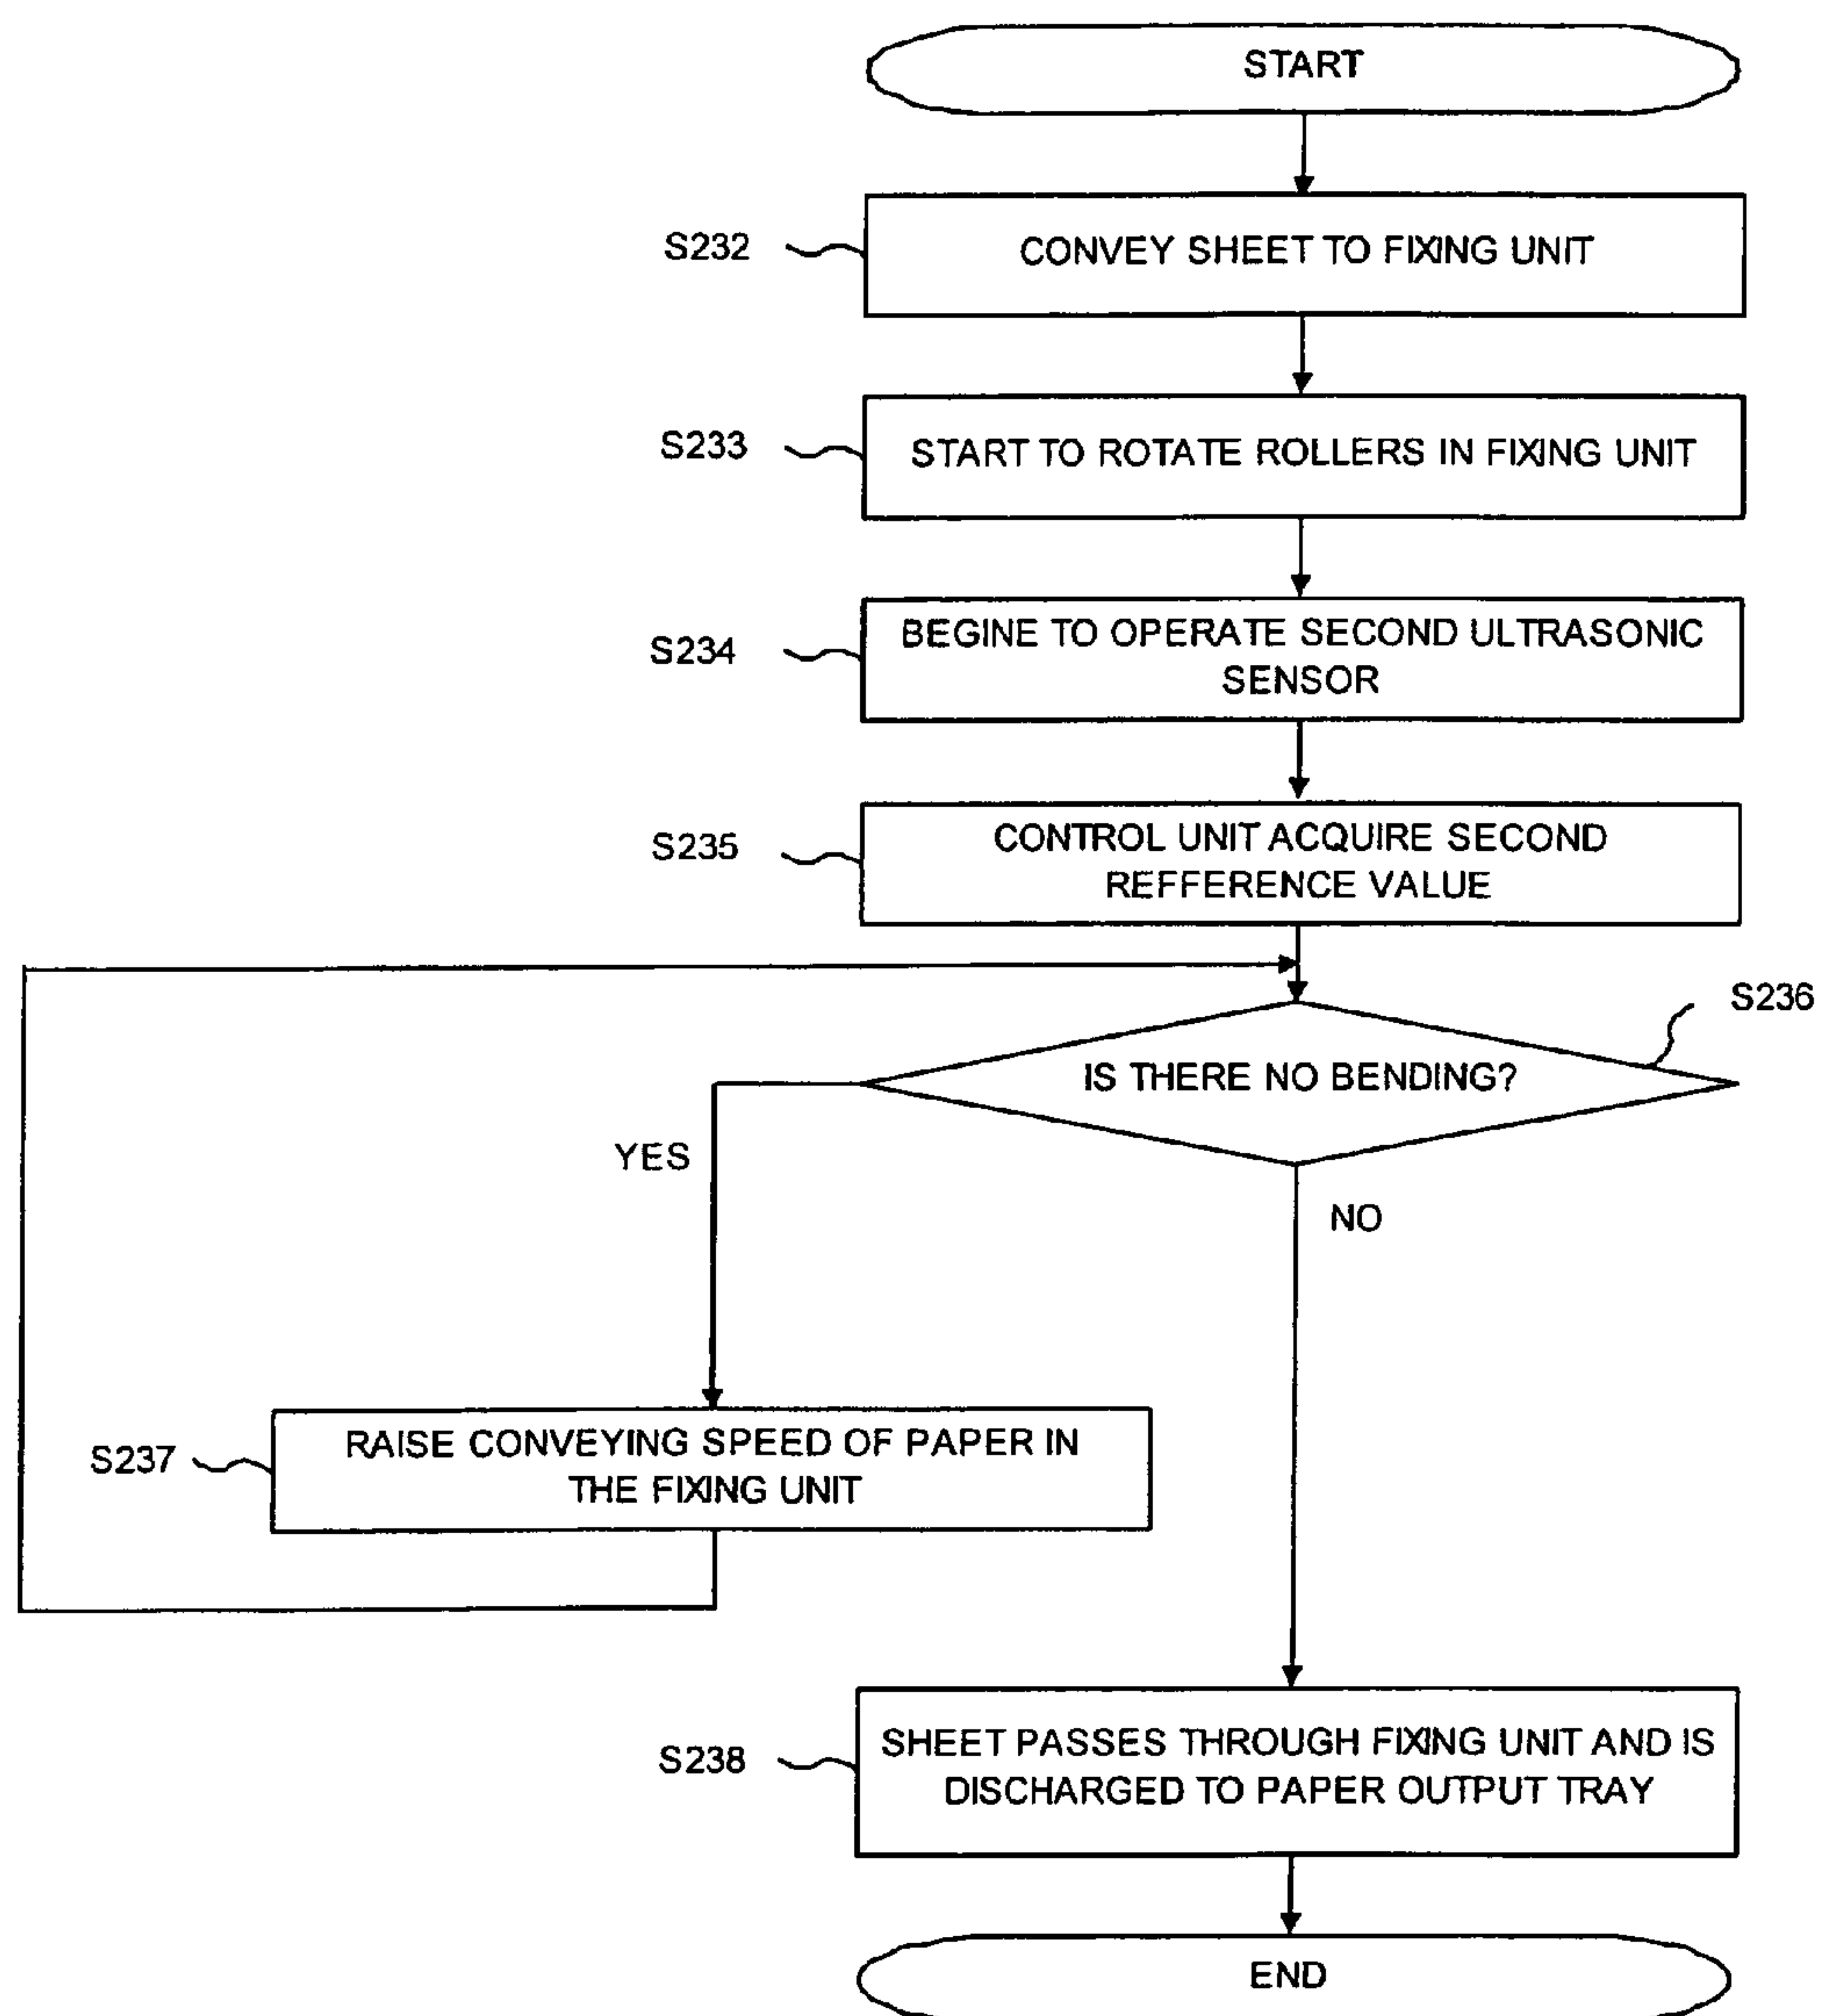 START
S232
CONVEY SHEET TO FIXING UNIT
S233
START TO ROTATE ROLLERS IN FIXING UNIT
S234
BEGINE TO OPERATE SECOND ULTRASONIC
SENSOR
S235
CONTROL UNIT ACQUIRE SECOND
REFFERENCE VALUE
S236
IS THERE NO BENDING?
YES
NO
S237
RAISE CONVEYING SPEED OF PAPER IN
THE FIXING UNIT
S238
SHEET PASSES THROUGH FIXING UNIT AND IS
DISCHARGED TO PAPER OUTPUT TRAY
END